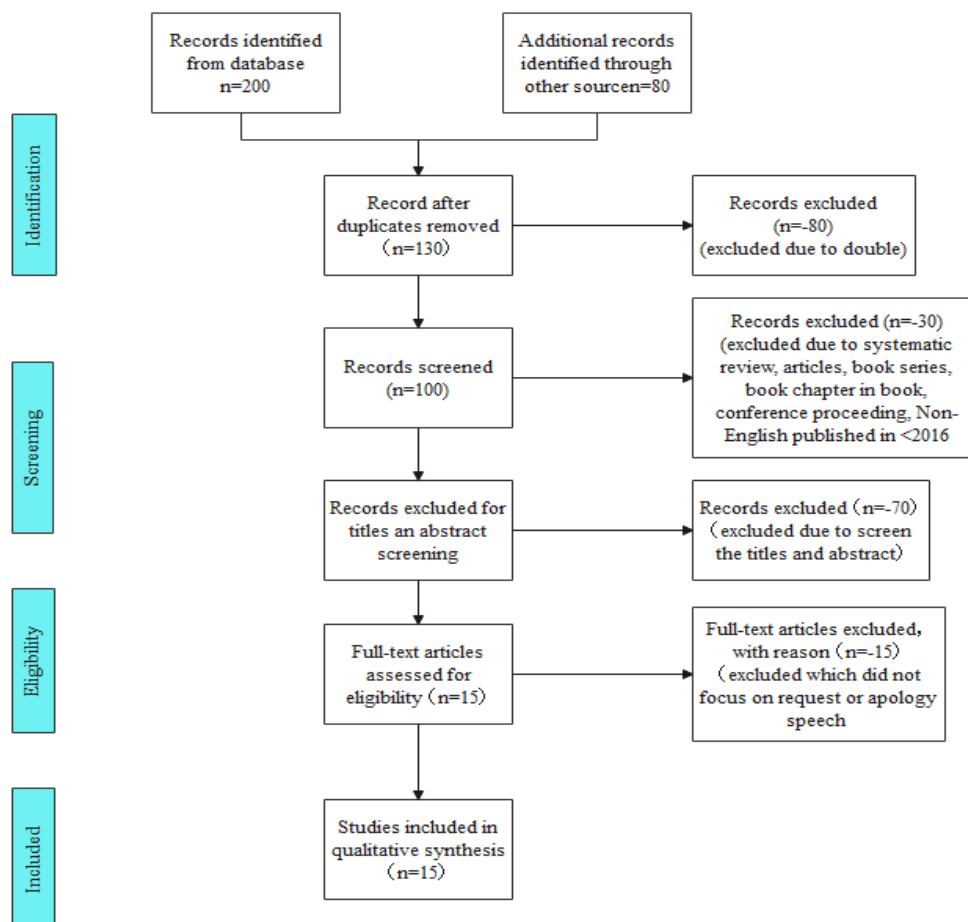 Records identified
from database
n=200
Additional records
identified through
other sourcen=80
Identification
Record after
duplicates removed
（n=130）
Records excluded
(n=-80)
(excluded due to double)
Screening
Records screened
(n=100)
Records excluded (n=-30)
(excluded due to systematic
review, articles, book series,
book chapter in book,
conference proceeding, Non-
English published in <2016
Records excluded for
titles an abstract
screening
Records excluded（n=-70）
（excluded due to screen
the titles and abstract）
Eligibility
Full-text articles
assessed for
eligibility（n=15）
Full-text articles excluded，
with reason（n=-15）
（excluded which did not
focus on request or apology
speech
Included
Studies included in
qualitative synthesis
（n=15）